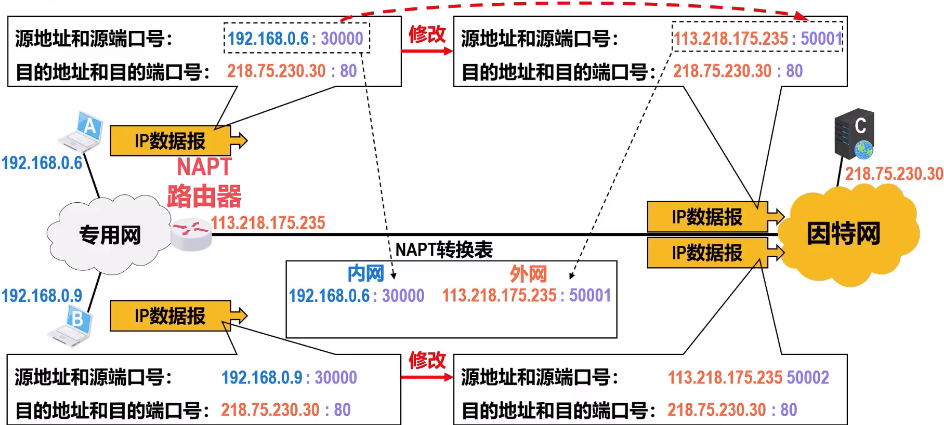 源地址和源端口号： 192.168.0.6 : 30000
目的地址和目的端口号： 218.75.230.30 : 80
修改
源地址和源端口号： 113.218.175.235 : 50001
目的地址和目的端口号： 218.75.230.30 : 80
A
IP数据报
192.168.0.6
NAPT
路由器
113.218.175.235
C
218.75.230.30
专用网
IP数据报
IP数据报
因特网
NAPT转换表
内网 外网
192.168.0.6 : 30000 113.218.175.235 : 50001
192.168.0.9
B
IP数据报
源地址和源端口号： 192.168.0.9 : 30000
目的地址和目的端口号： 218.75.230.30 : 80
修改
源地址和源端口号： 113.218.175.235 50002
目的地址和目的端口号： 218.75.230.30 : 80